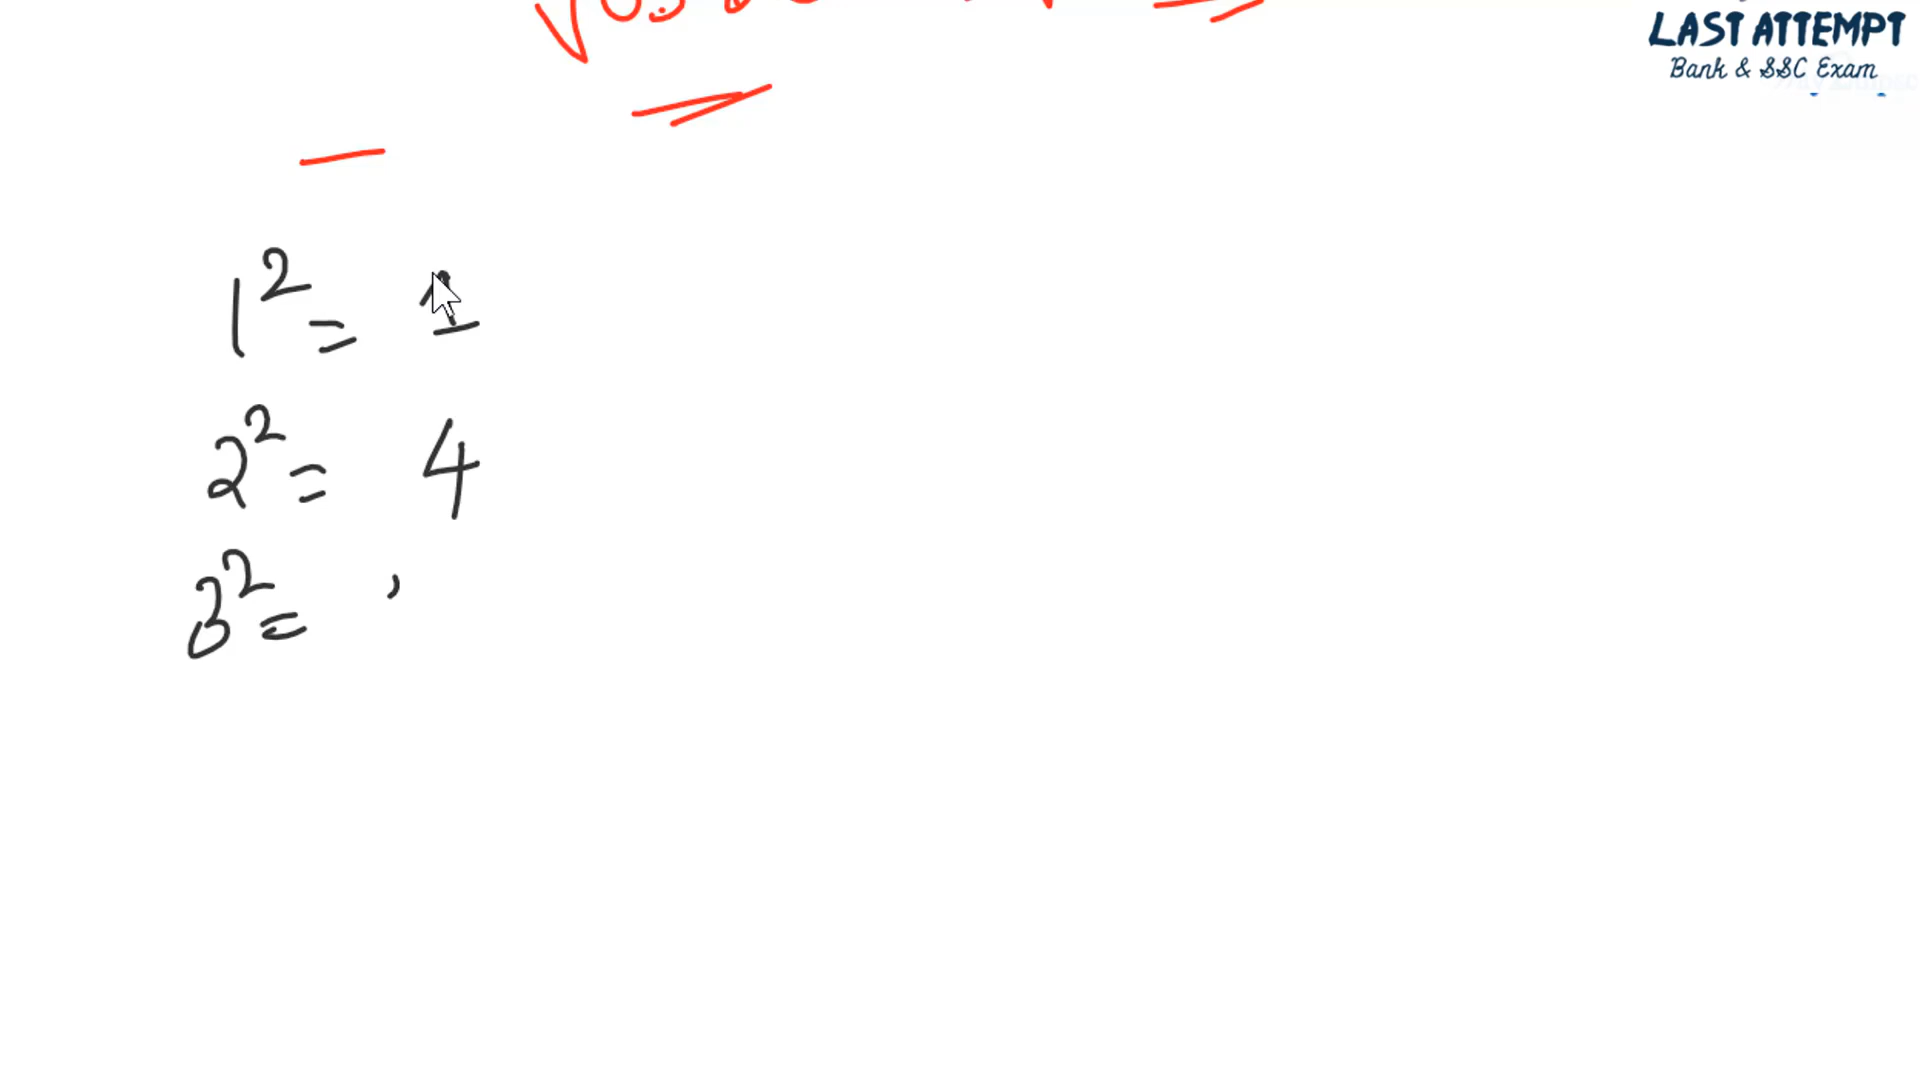 LAST ATTEMPT
Bank & SSC Exam
1² = 1
2² = 4
3² =